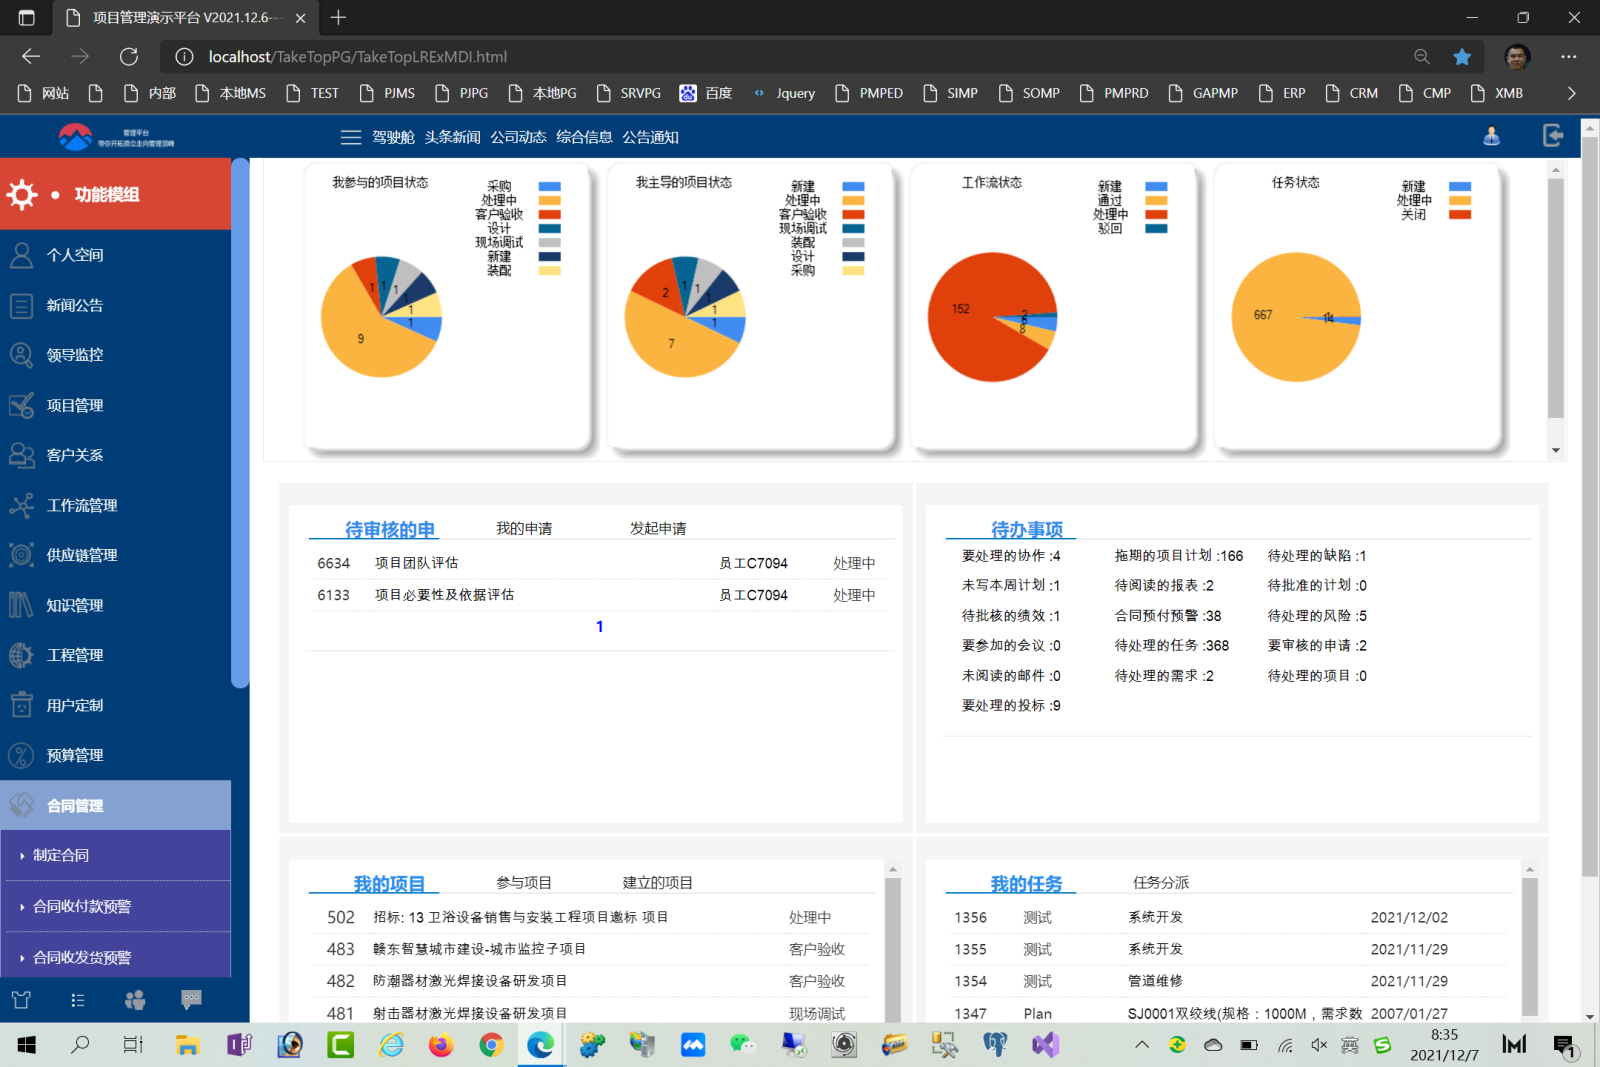 项目管理演示平台 V2021.12.6---
localhost/TakeTopPG/TakeTopLRExMDI.html
网站 内部 本地MS TEST PJMS PJPG 本地PG SRVPG 百度 Jquery PMPED SIMP SOMP PMPRD GAPMP ERP CRM CMP XMB
管理平台
带你开拓鼎立走向管理顶峰
驾驶舱 头条新闻 公司动态 综合信息 公告通知
功能模组
个人空间
新闻公告
领导监控
项目管理
客户关系
工作流管理
供应链管理
知识管理
工程管理
用户定制
预算管理
合同管理
制定合同
合同收付款预警
合同收发货预警
我参与的项目状态
采购
处理中
客户验收
设计
现场调试
新建
装配
1 1 1 1 1 1 9
我主导的项目状态
新建
处理中
客户验收
现场调试
装配
设计
采购
2 1 1 1 1 1 7
工作流状态
新建
通过
处理中
驳回
152 2 8
任务状态
新建
处理中
关闭
667
待审核的申 我的申请 发起申请
6634 项目团队评估 员工C7094 处理中
6133 项目必要性及依据评估 员工C7094 处理中
1
待办事项
要处理的协作 :4 拖期的项目计划 :166 待处理的缺陷 :1
未写本周计划 :1 待阅读的报表 :2 待批准的计划 :0
待批核的绩效 :1 合同预付预警 :38 待处理的风险 :5
要参加的会议 :0 待处理的任务 :368 要审核的申请 :2
未阅读的邮件 :0 待处理的需求 :2 待处理的项目 :0
要处理的投标 :9
我的项目 参与项目 建立的项目
502 招标: 13 卫浴设备销售与安装工程项目邀标 项目 处理中
483 赣东智慧城市建设-城市监控子项目 客户验收
482 防潮器材激光焊接设备研发项目 客户验收
481 射击器材激光焊接设备研发项目 现场调试
我的任务 任务分派
1356 测试 系统开发 2021/12/02
1355 测试 系统开发 2021/11/29
1354 测试 管道维修 2021/11/29
1347 Plan SJ0001双绞线(规格：1000M，需求数 2007/01/27
英
8:35
2021/12/7
1